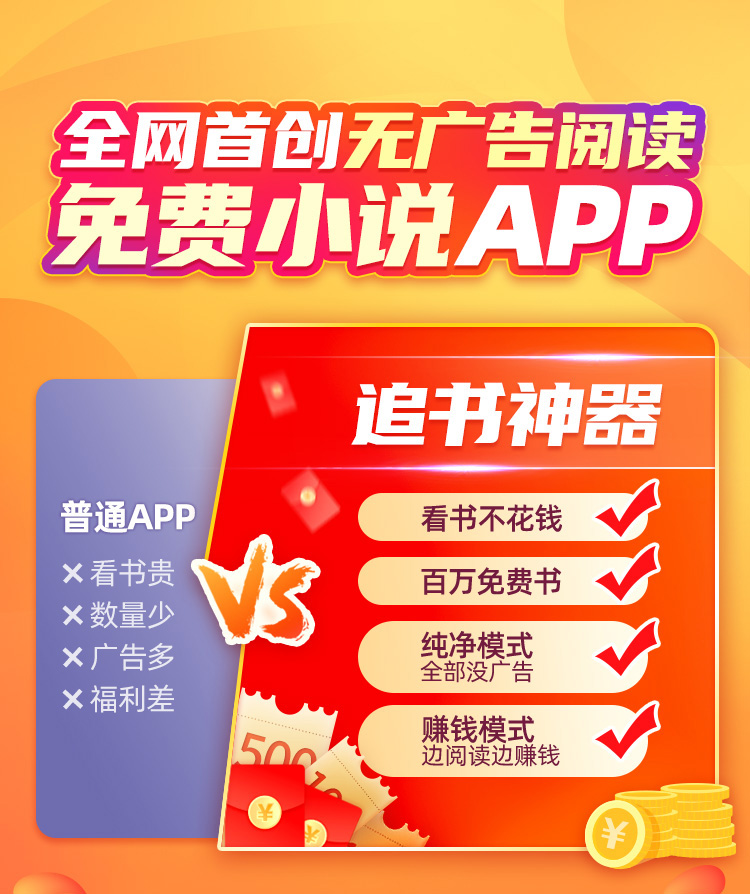 全网首创无广告阅读
免费小说APP
追书神器
普通APP
× 看书贵
× 数量少
× 广告多
× 福利差
VS
看书不花钱
百万免费书
纯净模式
全部没广告
赚钱模式
边阅读边赚钱
500
¥
¥
¥